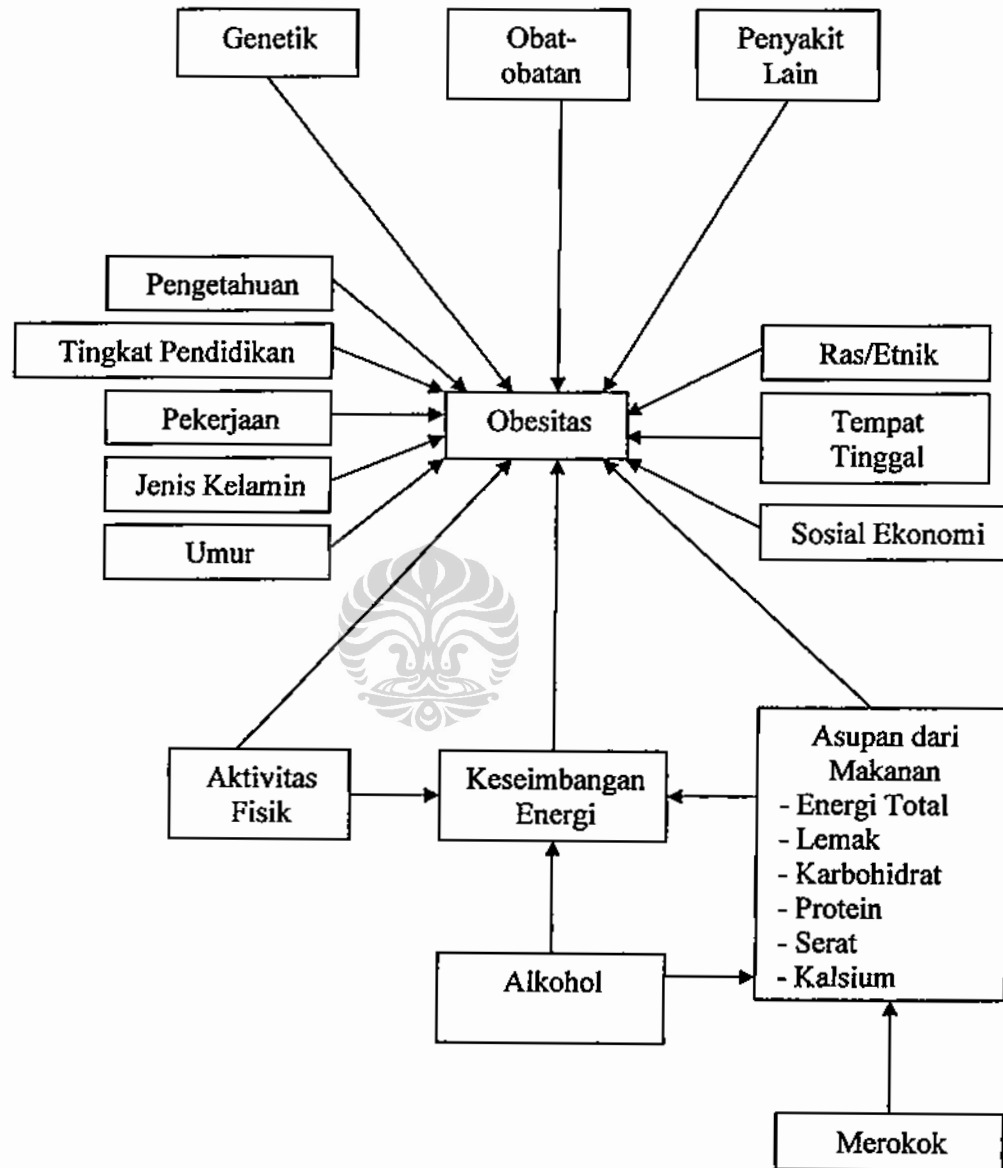 Genetik
Obat-
obatan
Penyakit
Lain
Pengetahuan
Tingkat Pendidikan
Pekerjaan
Jenis Kelamin
Umur
Obesitas
Ras/Etnik
Tempat
Tinggal
Sosial Ekonomi
Aktivitas
Fisik
Keseimbangan
Energi
Asupan dari
Makanan
- Energi Total
- Lemak
- Karbohidrat
- Protein
- Serat
- Kalsium
Alkohol
Merokok